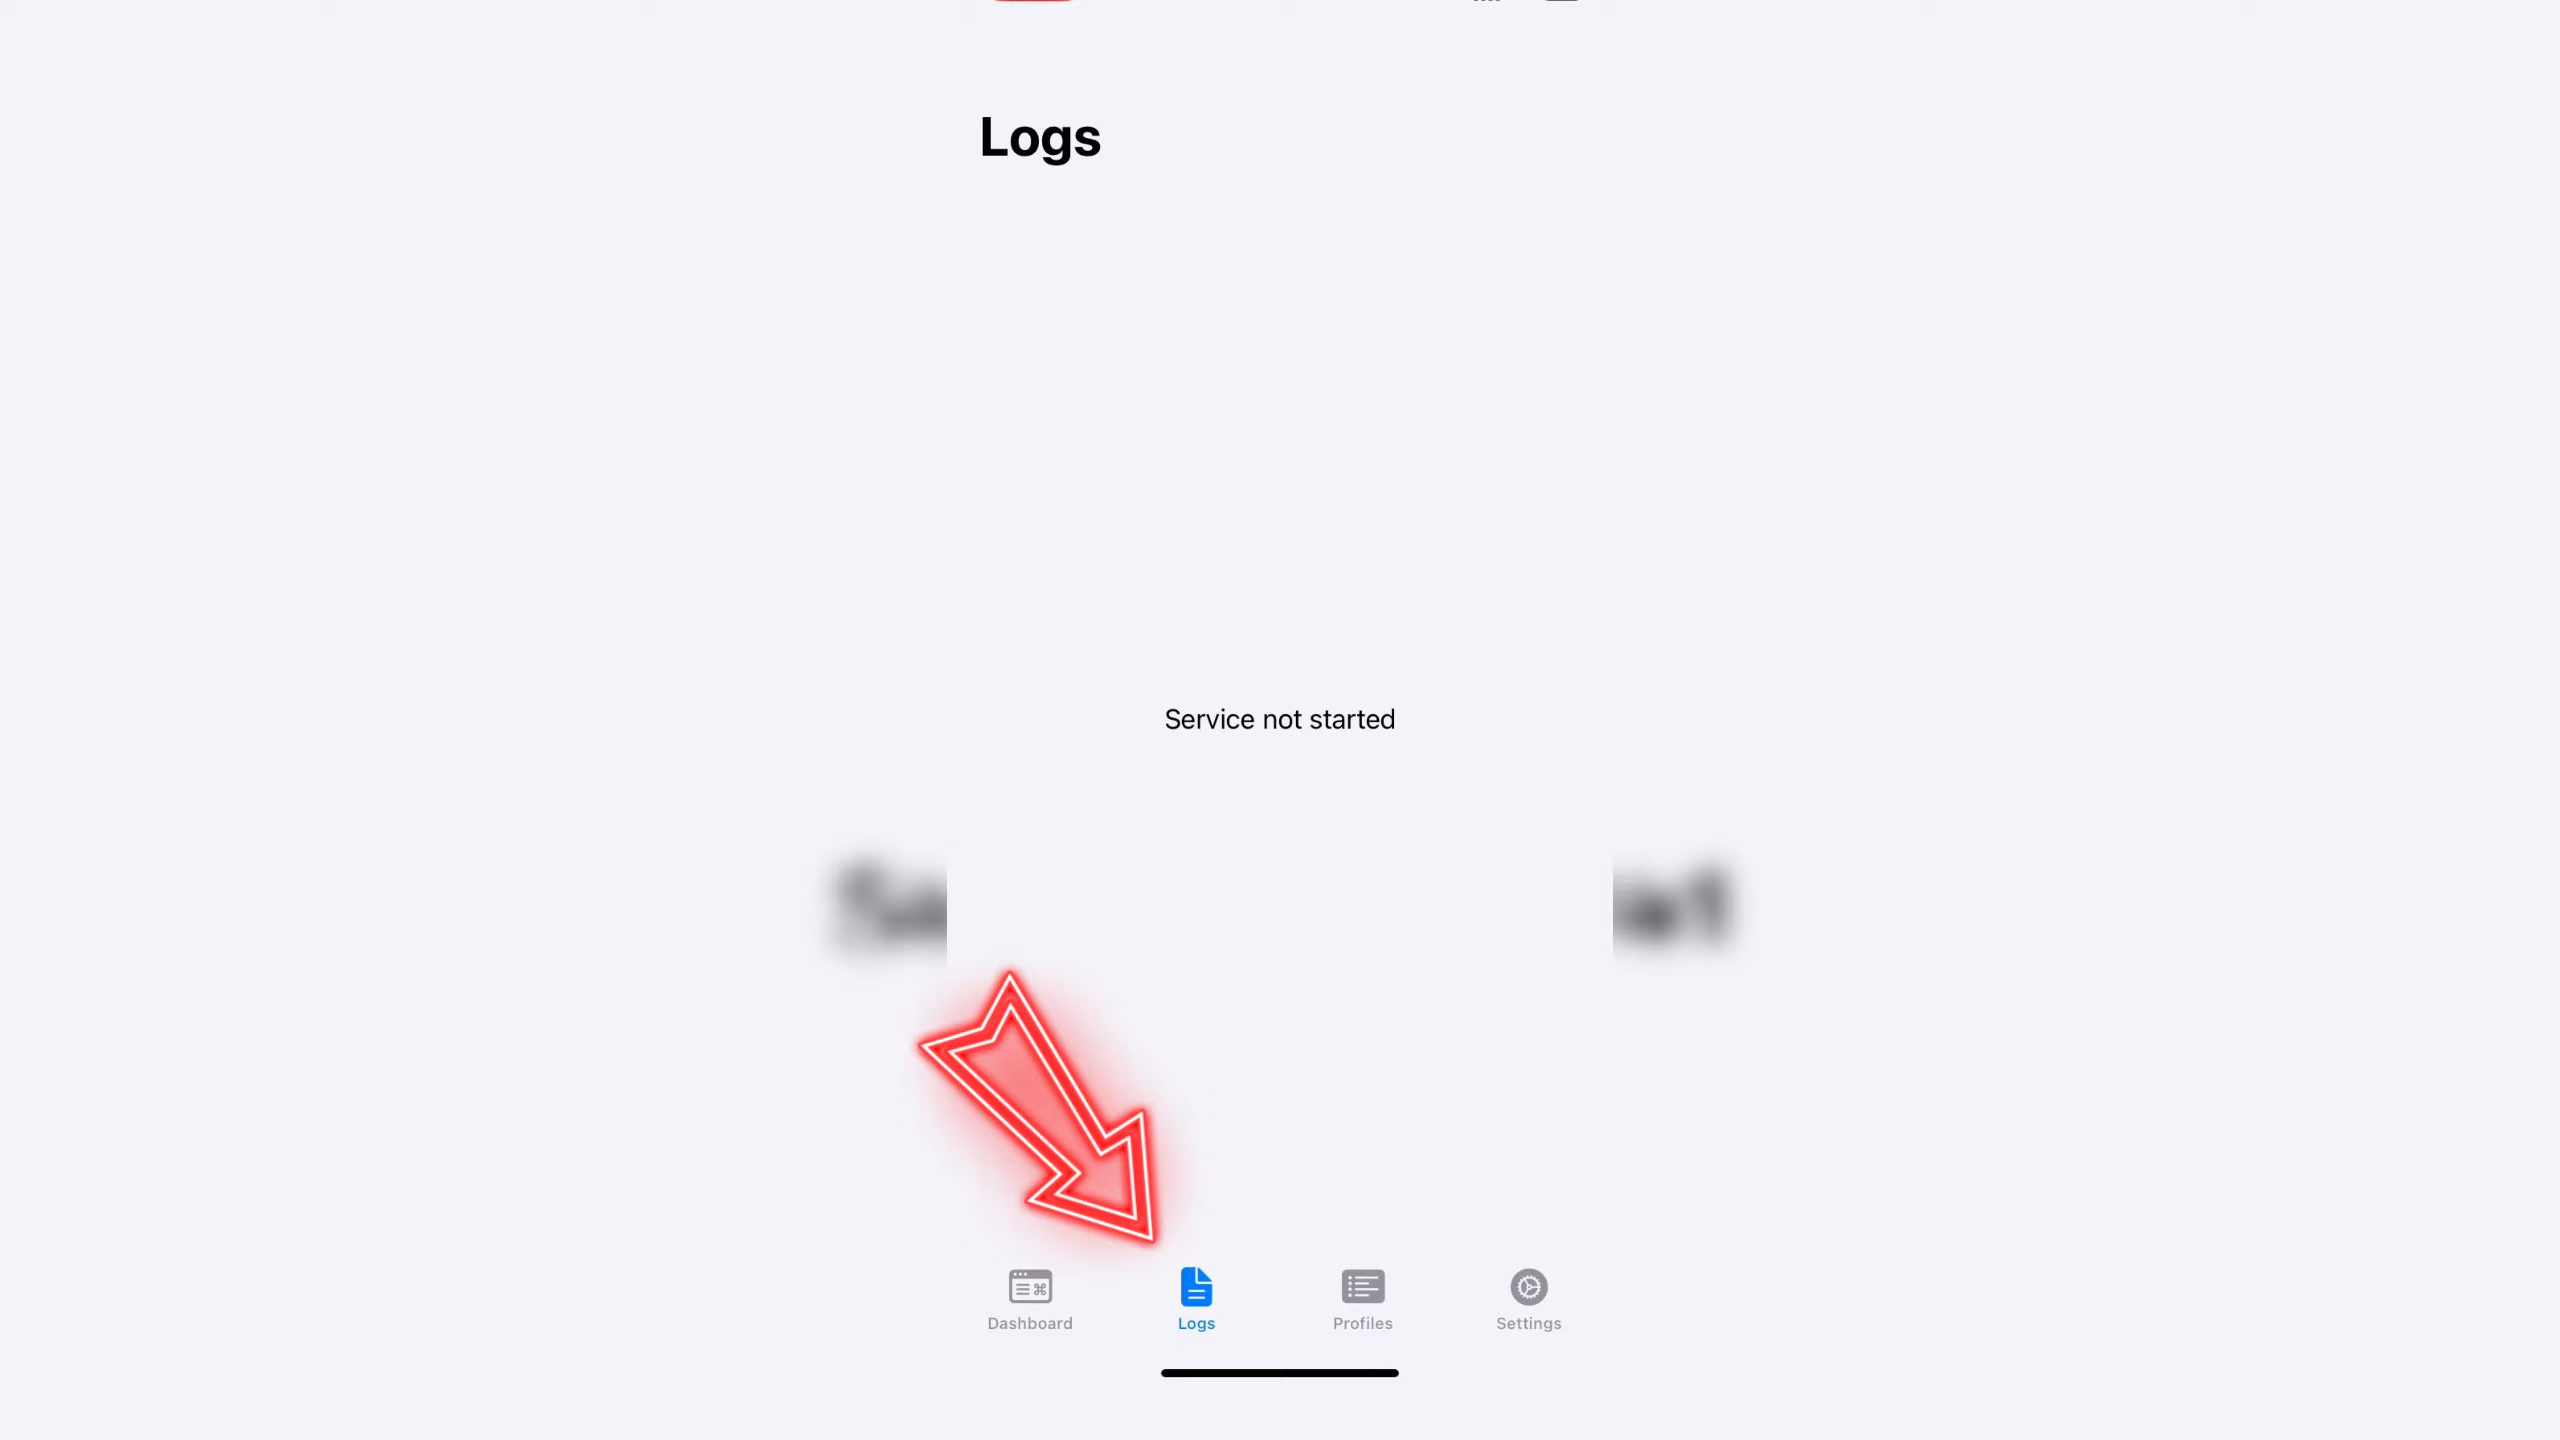 Logs
Service not started
Dashboard
Logs
Profiles
Settings